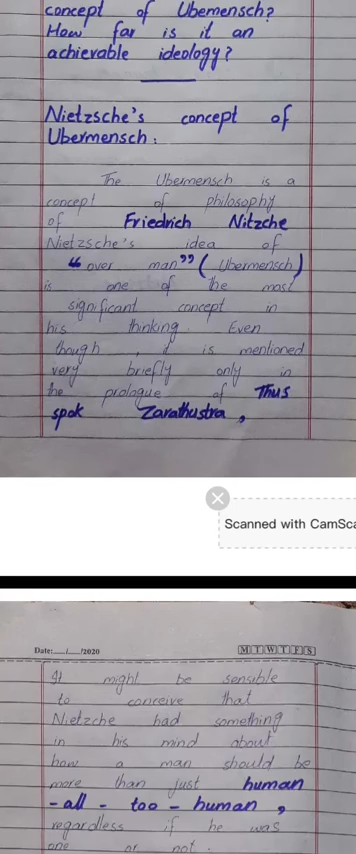 concept of Ubemensch?
How far is it an
achievable ideology?
Nietzsche's concept of
Ubermensch :
The Ubermensch is a
concept of philosophy
of Friedrich Nitzche
Nietzsche's idea of
“ over man” ( Ubermensch)
is one of the most
significant concept in
his thinking. Even
though , it is mentioned
very briefly only in
the prologue of Thus
spok Zarathustra ,
Scanned with CamSca
Date:___/___/2020 M T W T F S
It might be sensible
to conceive that
Nietzche had something
in his mind about
how a man should be
more than just human
- all - too - human ,
regardless if he was
one or not .